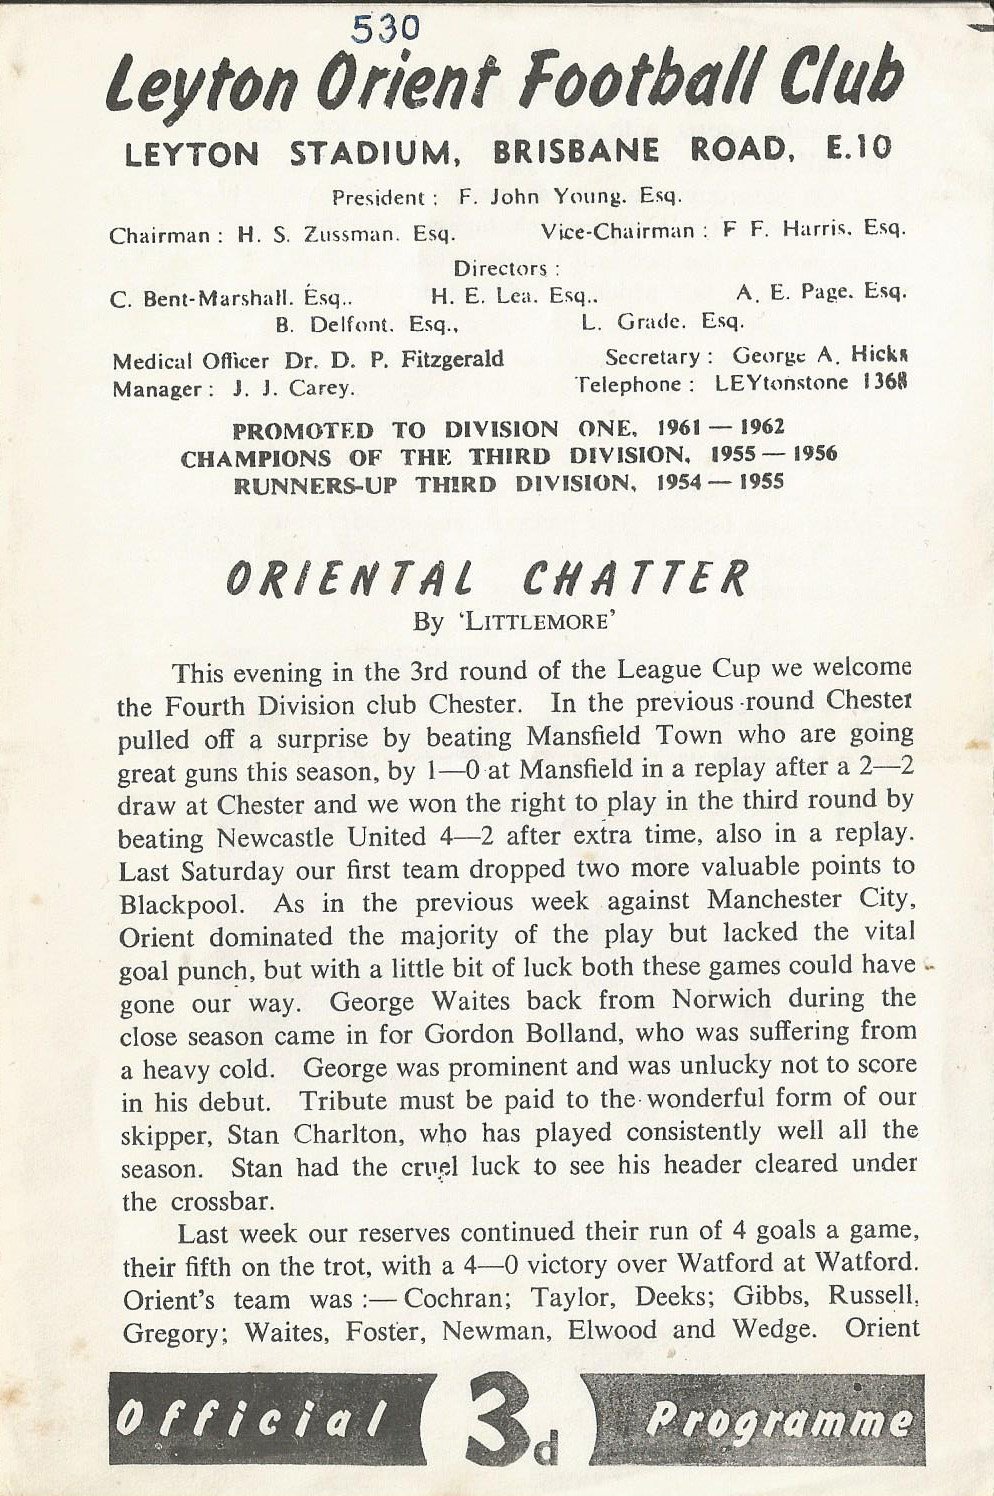 530
Leyton Orient Football Club
LEYTON STADIUM, BRISBANE ROAD, E.10
President : F. John Young. Esq.
Chairman : H. S. Zussman. Esq. Vice-Chairman : F F. Harris. Esq.
Directors :
C. Bent-Marshall. Esq.. H. E. Lea. Esq.. A. E. Page. Esq.
B. Delfont. Esq., L. Grade. Esq.
Medical Officer Dr. D. P. Fitzgerald Secretary : George A. Hicks
Manager : J. J. Carey. Telephone : LEYtonstone 1368
PROMOTED TO DIVISION ONE, 1961 — 1962
CHAMPIONS OF THE THIRD DIVISION, 1955 — 1956
RUNNERS-UP THIRD DIVISION, 1954 — 1955
ORIENTAL CHATTER
By 'LITTLEMORE'
This evening in the 3rd round of the League Cup we welcome
the Fourth Division club Chester. In the previous round Chester
pulled off a surprise by beating Mansfield Town who are going
great guns this season, by 1—0 at Mansfield in a replay after a 2—2
draw at Chester and we won the right to play in the third round by
beating Newcastle United 4—2 after extra time, also in a replay.
Last Saturday our first team dropped two more valuable points to
Blackpool. As in the previous week against Manchester City,
Orient dominated the majority of the play but lacked the vital
goal punch, but with a little bit of luck both these games could have
gone our way. George Waites back from Norwich during the
close season came in for Gordon Bolland, who was suffering from
a heavy cold. George was prominent and was unlucky not to score
in his debut. Tribute must be paid to the wonderful form of our
skipper, Stan Charlton, who has played consistently well all the
season. Stan had the cruel luck to see his header cleared under
the crossbar.
Last week our reserves continued their run of 4 goals a game,
their fifth on the trot, with a 4—0 victory over Watford at Watford.
Orient's team was :— Cochran; Taylor, Deeks; Gibbs, Russell,
Gregory; Waites, Foster, Newman, Elwood and Wedge. Orient
Official 3d Programme